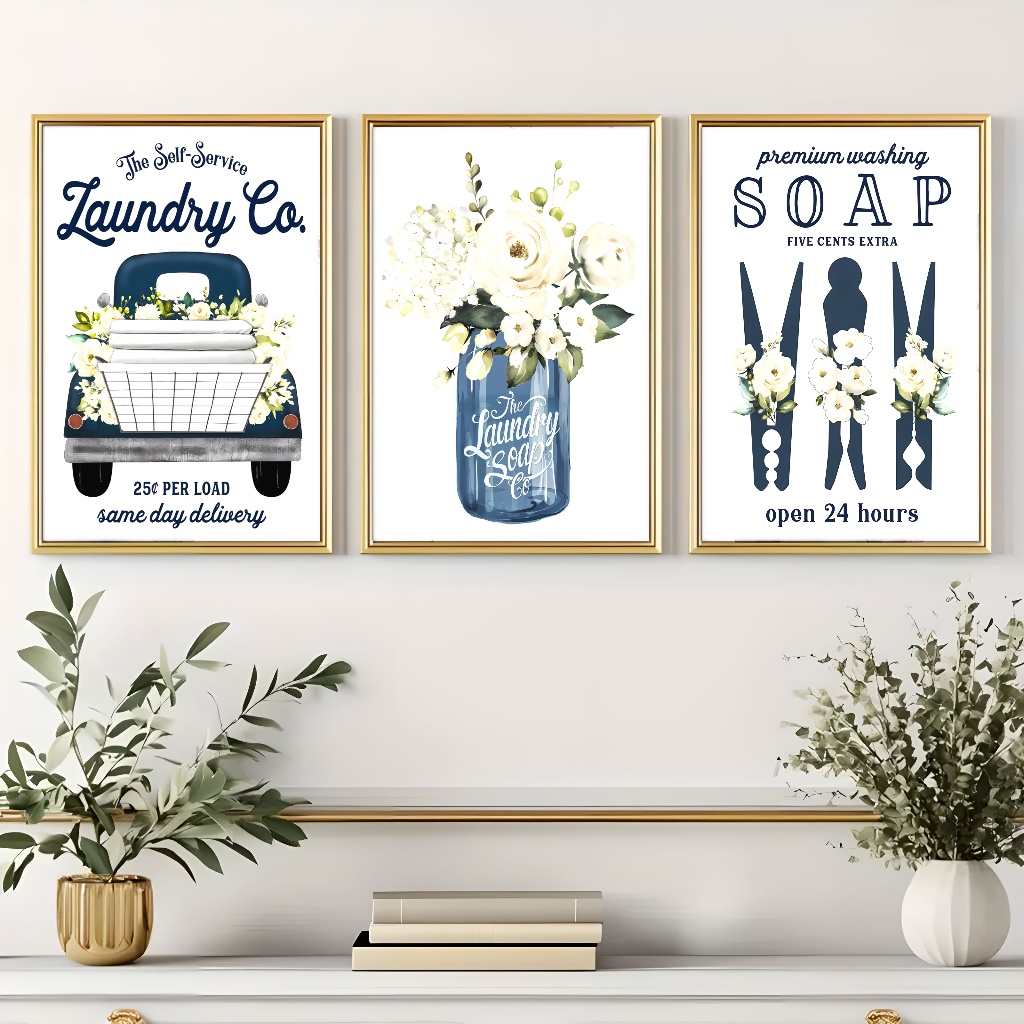 The Self-Service
Laundry Co.
25¢ PER LOAD
same day delivery
The
Laundry
Soap
Co
premium washing
SOAP
FIVE CENTS EXTRA
open 24 hours